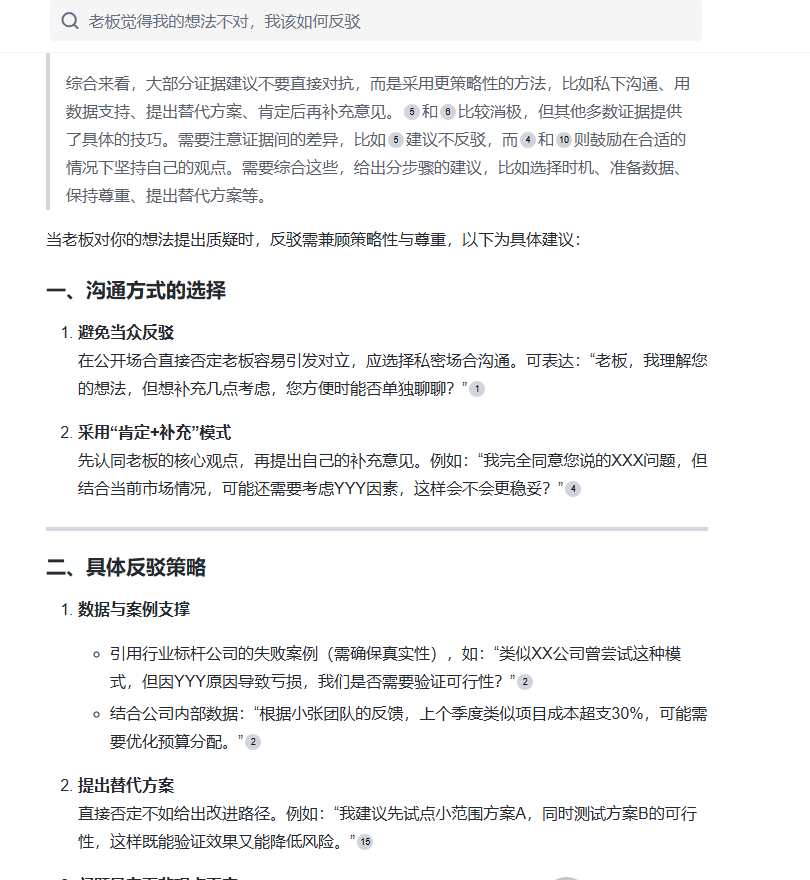 老板觉得我的想法不对，我该如何反驳
综合来看，大部分证据建议不要直接对抗，而是采用更策略性的方法，比如私下沟通、用
数据支持、提出替代方案、肯定后再补充意见。 5 和 6 比较消极，但其他多数证据提供
了具体的技巧。需要注意证据间的差异，比如 5 建议不反驳，而 4 和 10 则鼓励在合适的
情况下坚持自己的观点。需要综合这些，给出分步骤的建议，比如选择时机、准备数据、
保持尊重、提出替代方案等。
当老板对你的想法提出质疑时，反驳需兼顾策略性与尊重，以下为具体建议：
一、沟通方式的选择
1. 避免当众反驳
在公开场合直接否定老板容易引发对立，应选择私密场合沟通。可表达：“老板，我理解您
的想法，但想补充几点考虑，您方便时能否单独聊聊？” 1
2. 采用“肯定+补充”模式
先认同老板的核心观点，再提出自己的补充意见。例如：“我完全同意您说的XXX问题，但
结合当前市场情况，可能还需要考虑YYY因素，这样会不会更稳妥？” 4
二、具体反驳策略
1. 数据与案例支撑
引用行业标杆公司的失败案例（需确保真实性），如：“类似XX公司曾尝试这种模
式，但因YYY原因导致亏损，我们是否需要验证可行性？” 2
结合公司内部数据：“根据小张团队的反馈，上个季度类似项目成本超支30%，可能需
要优化预算分配。” 2
2. 提出替代方案
直接否定不如给出改进路径。例如：“我建议先试点小范围方案A，同时测试方案B的可行
性，这样既能验证效果又能降低风险。” 15